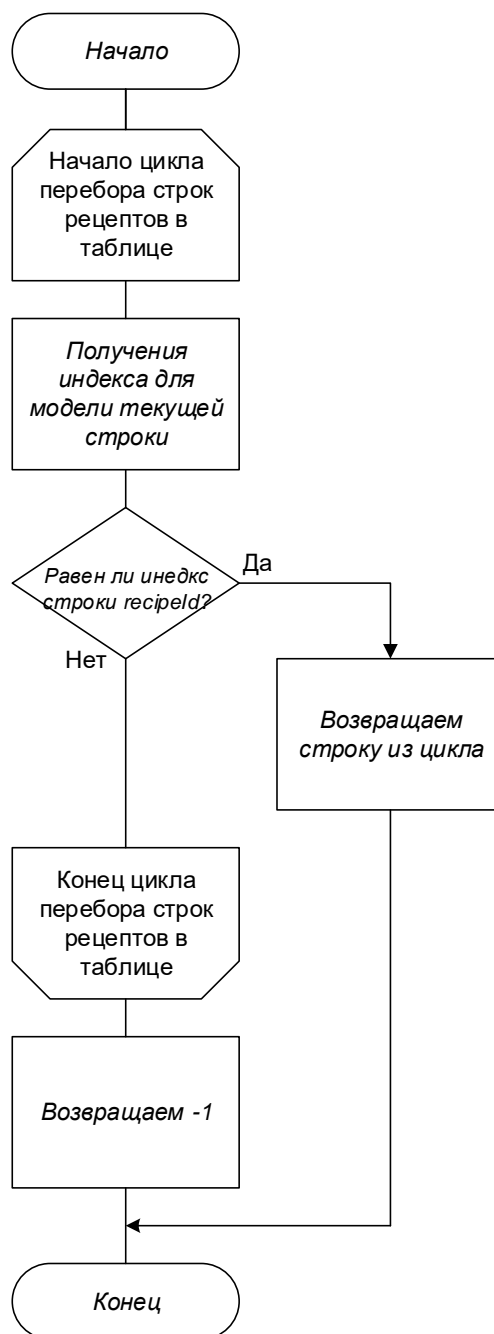 Начало
Начало цикла
перебора строк
рецептов в
таблице
Получения
индекса для
модели текущей
строки
Равен ли инедкс
строки recipeId?
Да
Нет
Возвращаем
строку из цикла
Конец цикла
перебора строк
рецептов в
таблице
Возвращаем -1
Конец